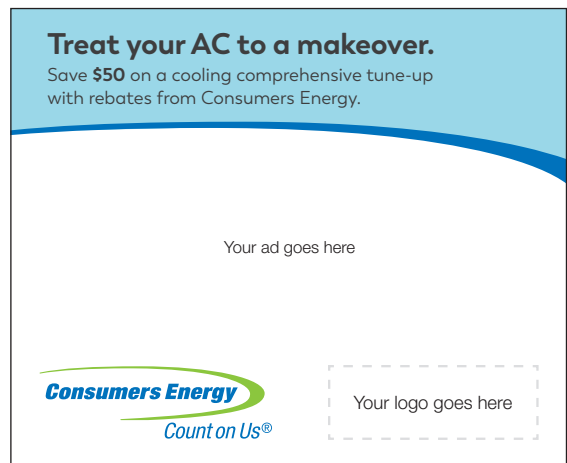 Treat your AC to a makeover.
Save $50 on a cooling comprehensive tune-up
with rebates from Consumers Energy.
Your ad goes here
Consumers Energy
Count on Us®
Your logo goes here